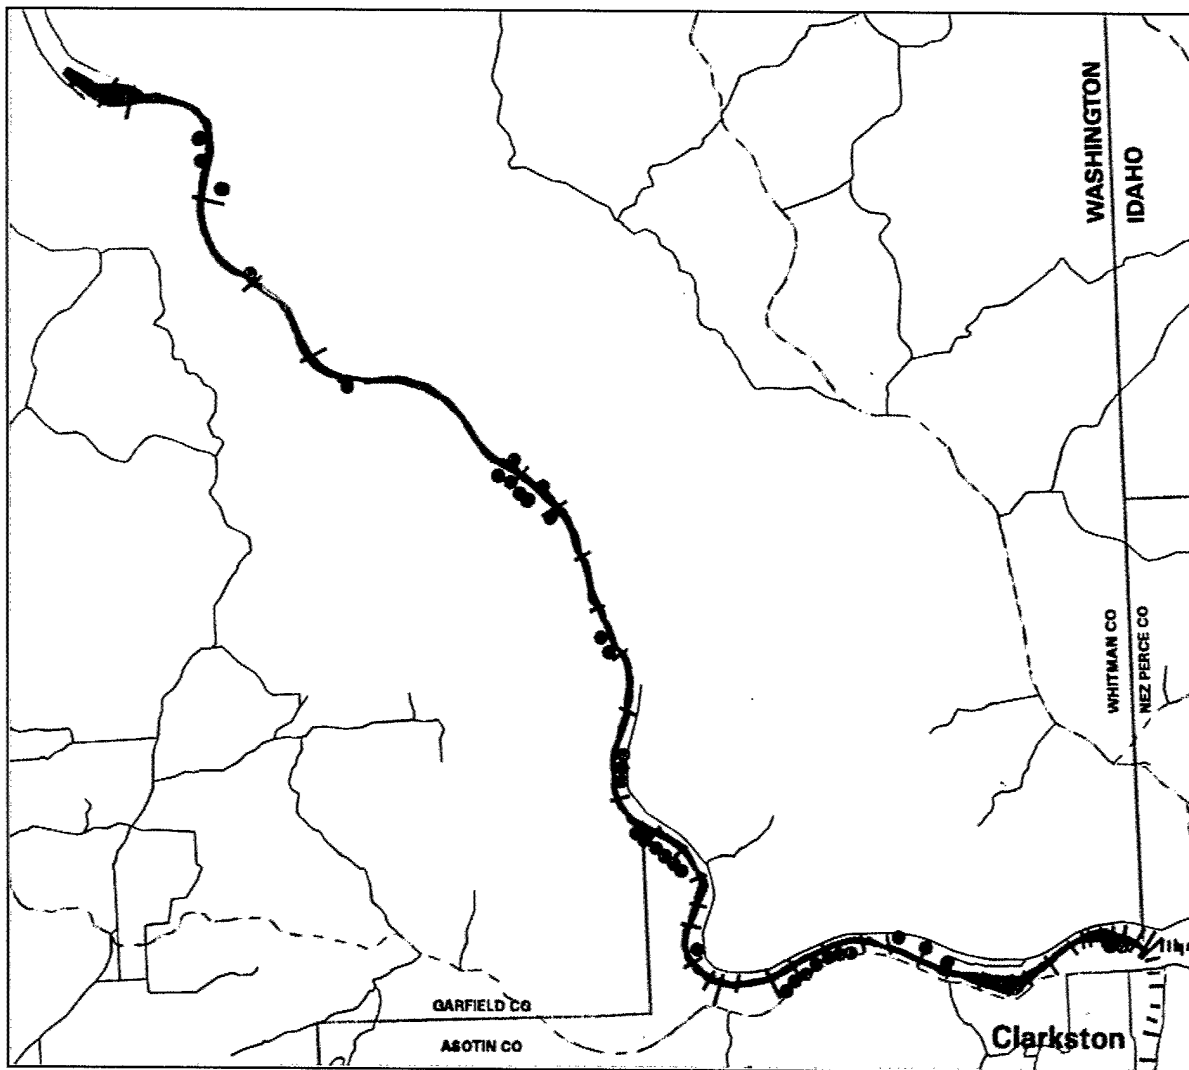 WASHINGTON
IDAHO
WHITMAN CO
NEZ PERCE CO
GARFIELD CO
ASOTIN CO
Clarkston